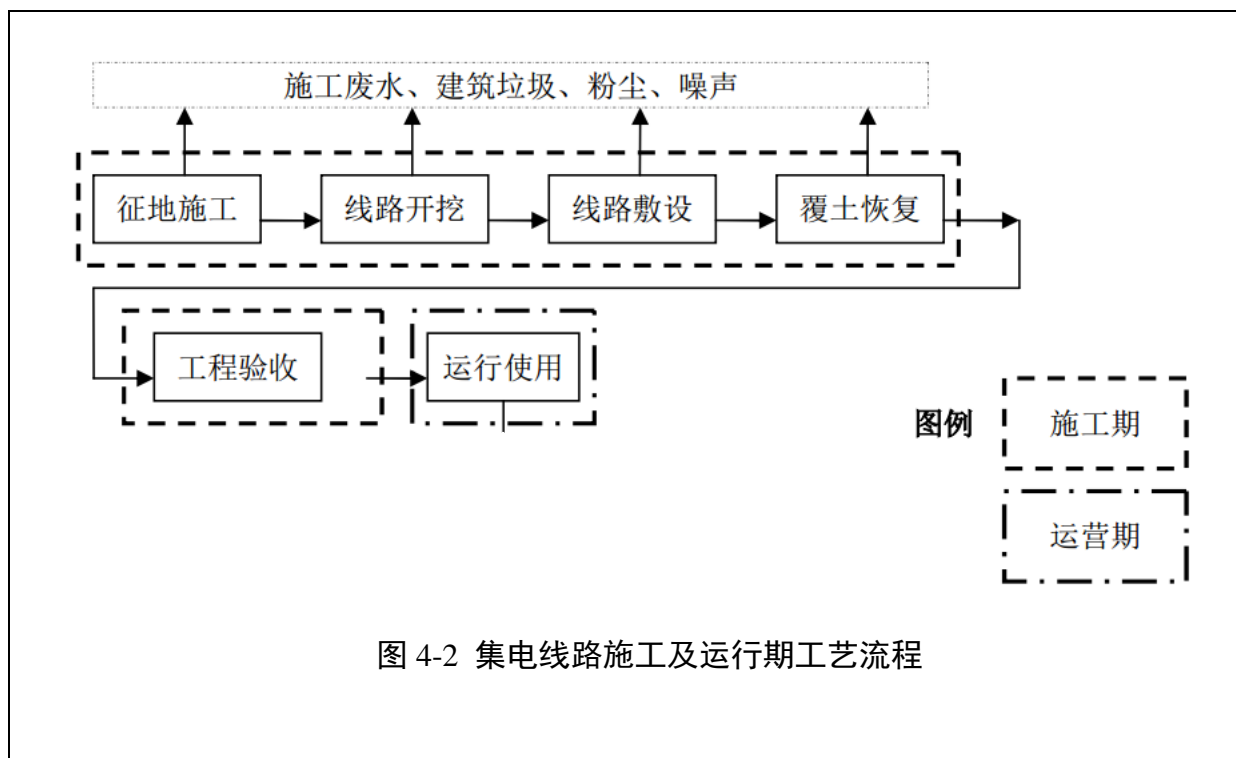 施工废水、建筑垃圾、粉尘、噪声
征地施工 线路开挖 线路敷设 覆土恢复
工程验收 运行使用
图例 施工期
运营期
图 4-2 集电线路施工及运行期工艺流程